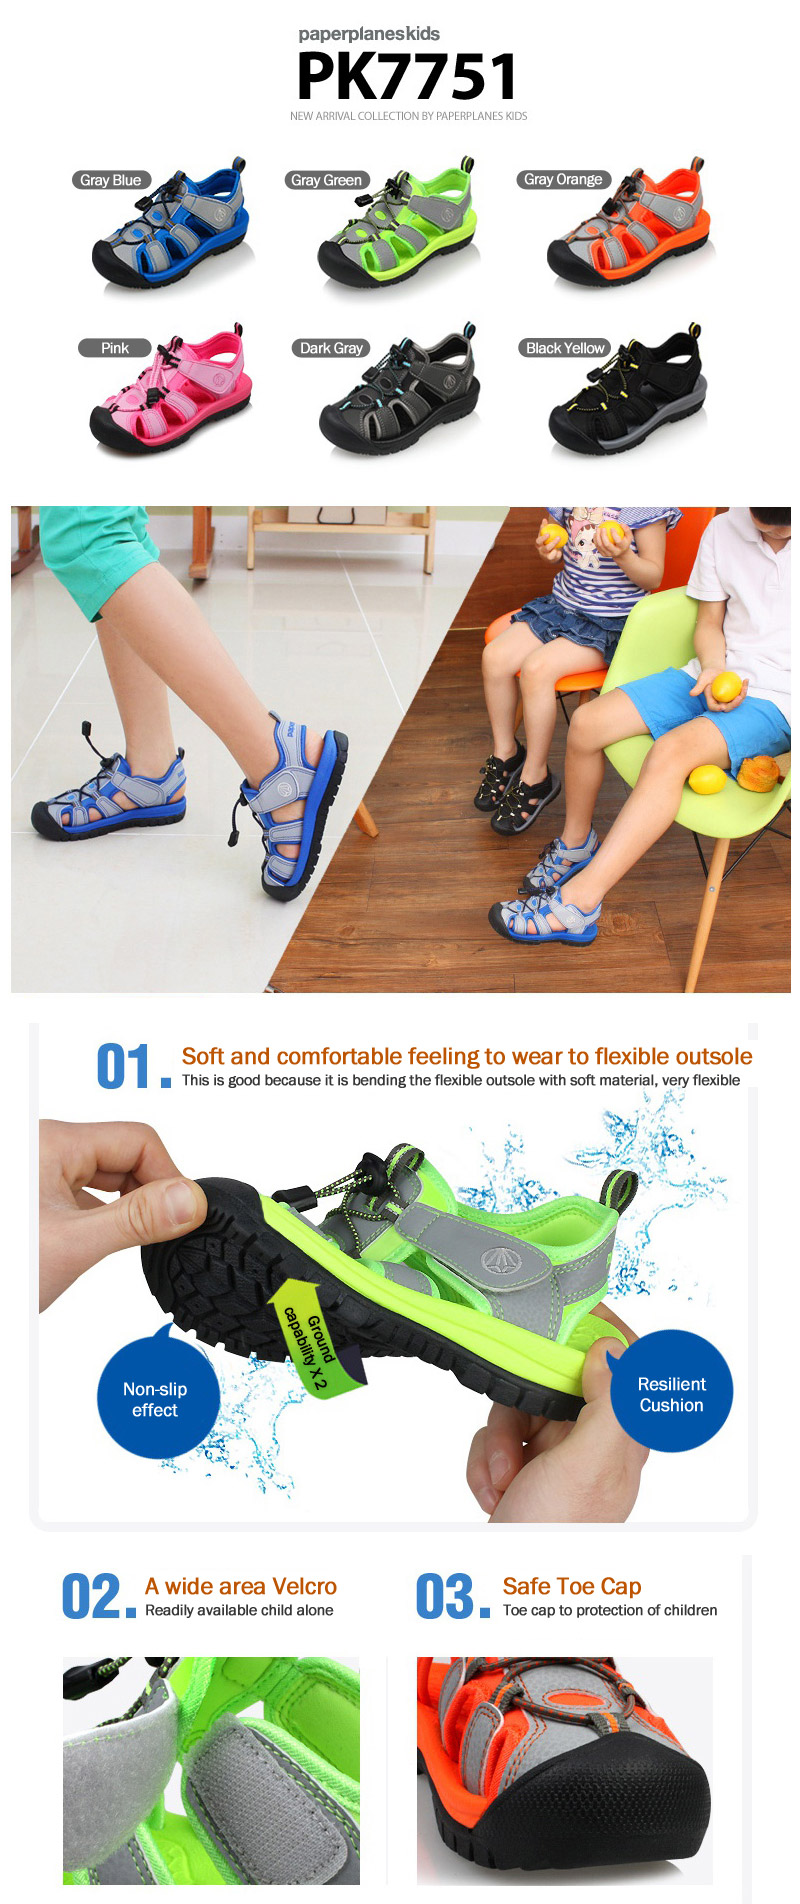 paperplaneskids
PK7751
NEW ARRIVAL COLLECTION BY PAPERPLANES KIDS
Gray Blue
Gray Green
Gray Orange
Pink
Dark Gray
Black Yellow
01. Soft and comfortable feeling to wear to flexible outsole
This is good because it is bending the flexible outsole with soft material, very flexible
Ground
capability X 2
Non-slip
effect
Resilient
Cushion
02. A wide area Velcro
Readily available child alone
03. Safe Toe Cap
Toe cap to protection of children